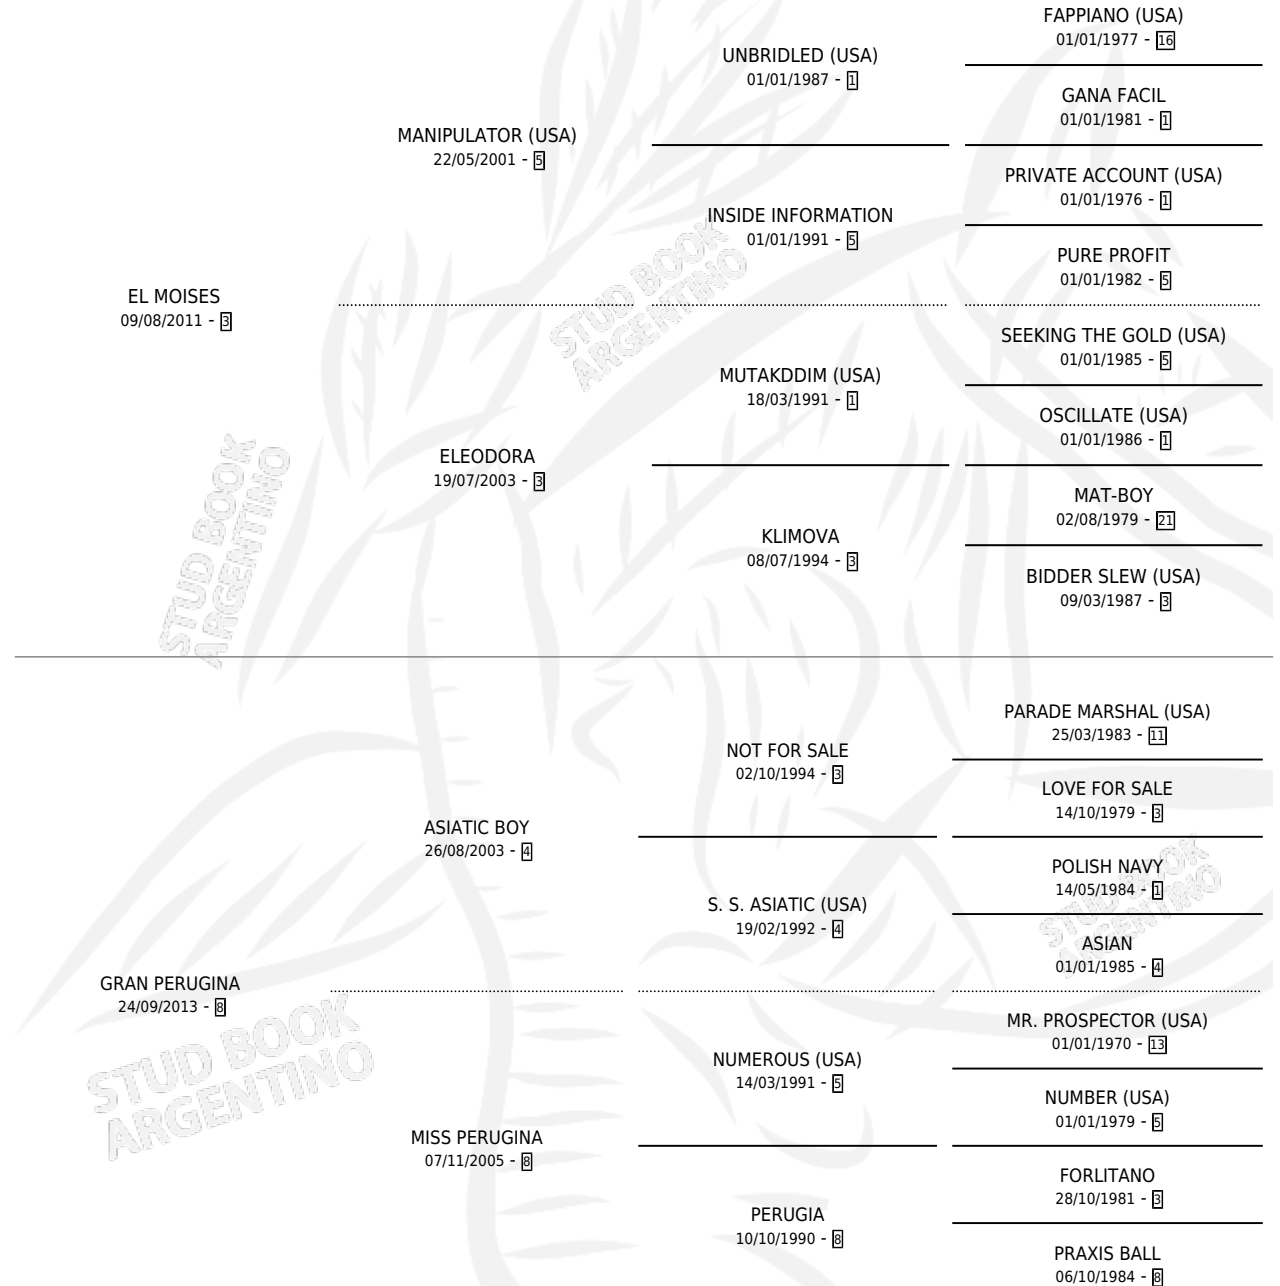 FAPPIANO (USA)
01/01/1977 - 16
UNBRIDLED (USA)
01/01/1987 - 1
GANA FACIL
01/01/1981 - 1
MANIPULATOR (USA)
22/05/2001 - 5
PRIVATE ACCOUNT (USA)
01/01/1976 - 1
INSIDE INFORMATION
01/01/1991 - 5
PURE PROFIT
01/01/1982 - 5
EL MOISES
09/08/2011 - 3
SEEKING THE GOLD (USA)
01/01/1985 - 5
MUTAKDDIM (USA)
18/03/1991 - 1
OSCILLATE (USA)
01/01/1986 - 1
ELEODORA
19/07/2003 - 3
MAT-BOY
02/08/1979 - 21
KLIMOVA
08/07/1994 - 3
BIDDER SLEW (USA)
09/03/1987 - 3
PARADE MARSHAL (USA)
25/03/1983 - 11
NOT FOR SALE
02/10/1994 - 3
LOVE FOR SALE
14/10/1979 - 3
ASIATIC BOY
26/08/2003 - 4
POLISH NAVY
14/05/1984 - 1
S. S. ASIATIC (USA)
19/02/1992 - 4
ASIAN
01/01/1985 - 4
GRAN PERUGINA
24/09/2013 - 8
MR. PROSPECTOR (USA)
01/01/1970 - 13
NUMEROUS (USA)
14/03/1991 - 5
NUMBER (USA)
01/01/1979 - 5
MISS PERUGINA
07/11/2005 - 8
FORLITANO
28/10/1981 - 3
PERUGIA
10/10/1990 - 8
PRAXIS BALL
06/10/1984 - 8
STUD BOOK
ARGENTINO
STUD BOOK
ARGENTINO
STUD BOOK
ARGENTINO
STUD BOOK
ARGENTINO